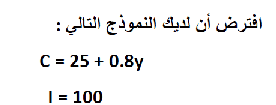 افترض أن لديك النموذج التالي :
C = 25 + 0.8y
I = 100